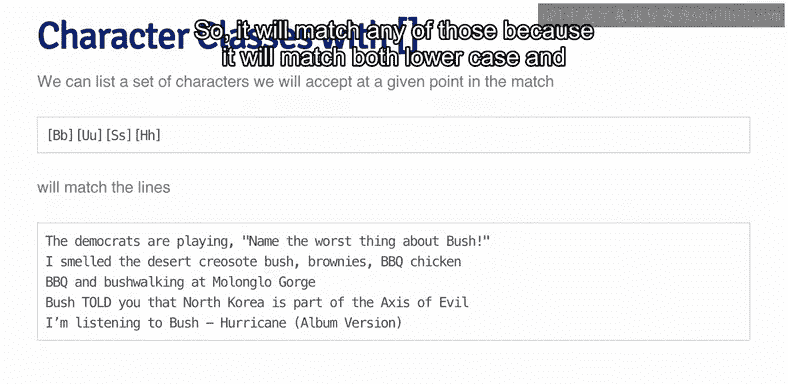 Character Classes with []
So, it will match any of those because
it will match both lower case and
We can list a set of characters we will accept at a given point in the match
[Bb][Uu][Ss][Hh]
will match the lines
The democrats are playing, "Name the worst thing about Bush!"
I smelled the desert creosote bush, brownies, BBQ chicken
BBQ and bushwalking at Molonglo Gorge
Bush TOLD you that North Korea is part of the Axis of Evil
I'm listening to Bush – Hurricane (Album Version)